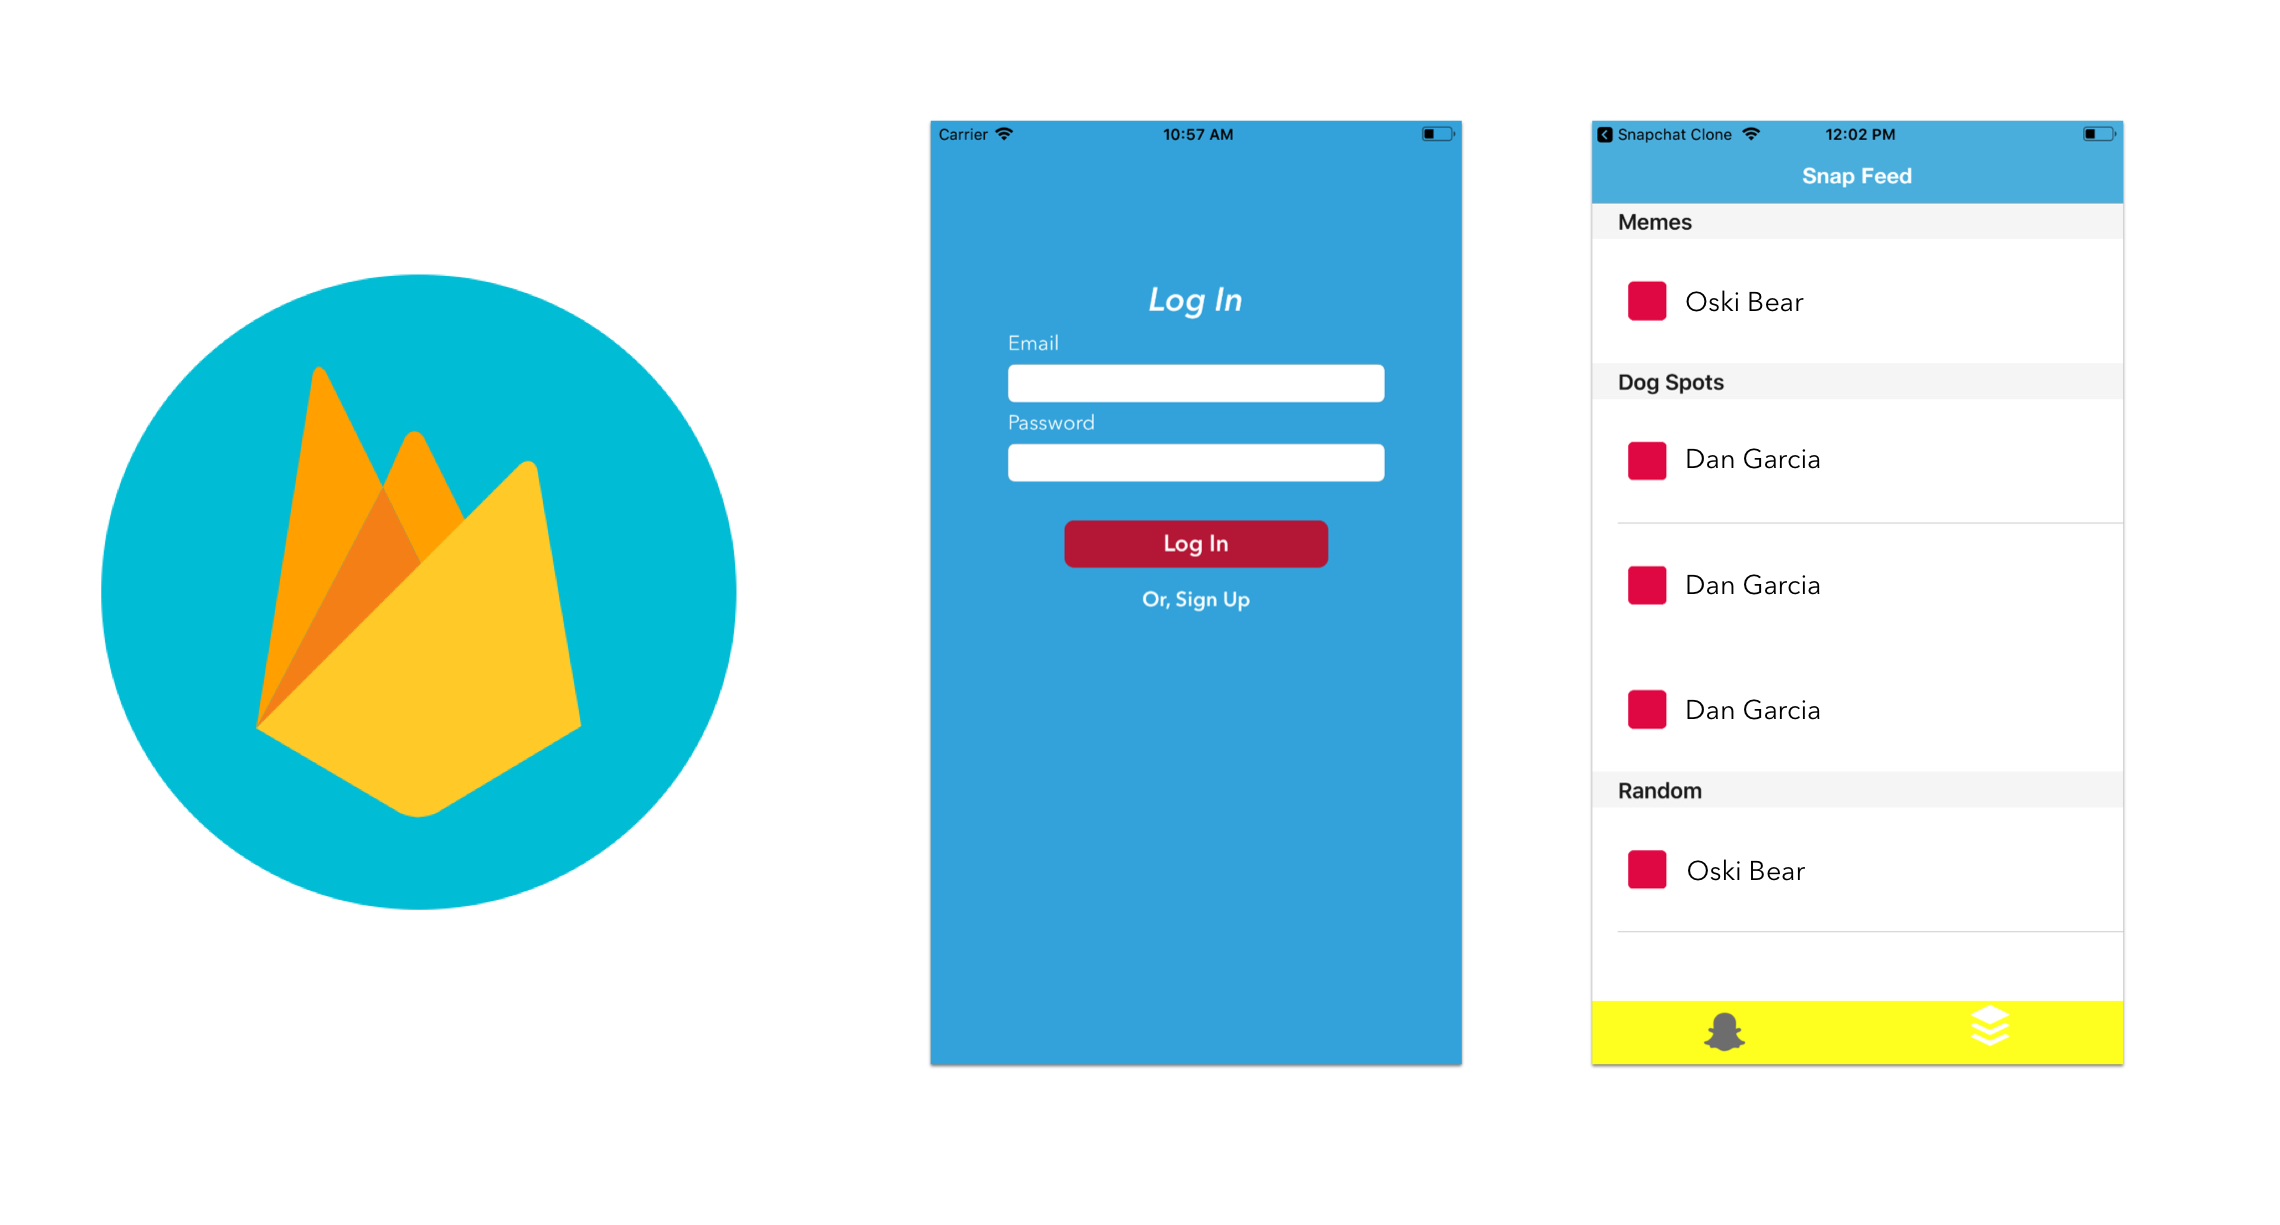 Carrier 10:57 AM
Log In
Email
Password
Log In
Or, Sign Up
Snapchat Clone 12:02 PM
Snap Feed
Memes
Oski Bear
Dog Spots
Dan Garcia
Dan Garcia
Dan Garcia
Random
Oski Bear